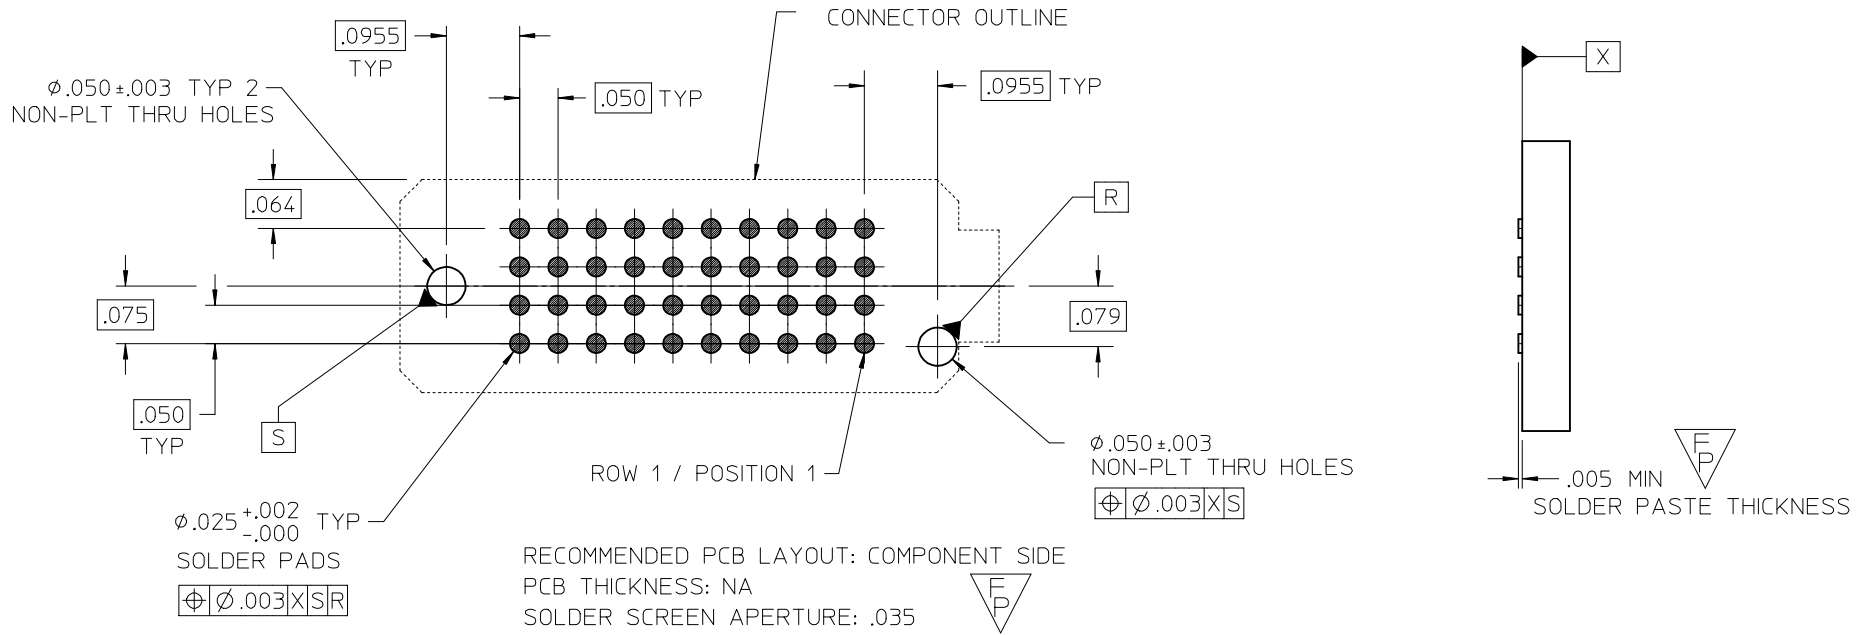 CONNECTOR OUTLINE
.0955
TYP
⌀.050±.003 TYP 2
NON-PLT THRU HOLES
.050 TYP
.0955 TYP
X
.064
R
.075
.079
.050
TYP
S
ROW 1 / POSITION 1
⌀.050±.003
NON-PLT THRU HOLES
⌖ ⌀.003 X S
F
P
.005 MIN
SOLDER PASTE THICKNESS
⌀.025 +.002 -.000 TYP
SOLDER PADS
⌖ ⌀.003 X S R
RECOMMENDED PCB LAYOUT: COMPONENT SIDE
PCB THICKNESS: NA
SOLDER SCREEN APERTURE: .035
F
P